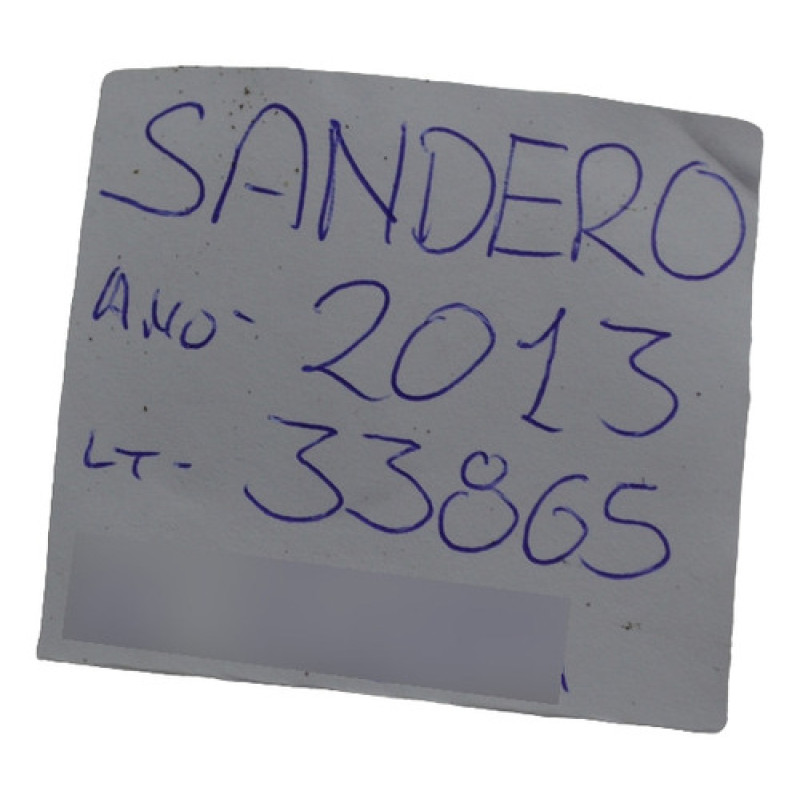 SANDERO
ANO- 2013
LT- 33865